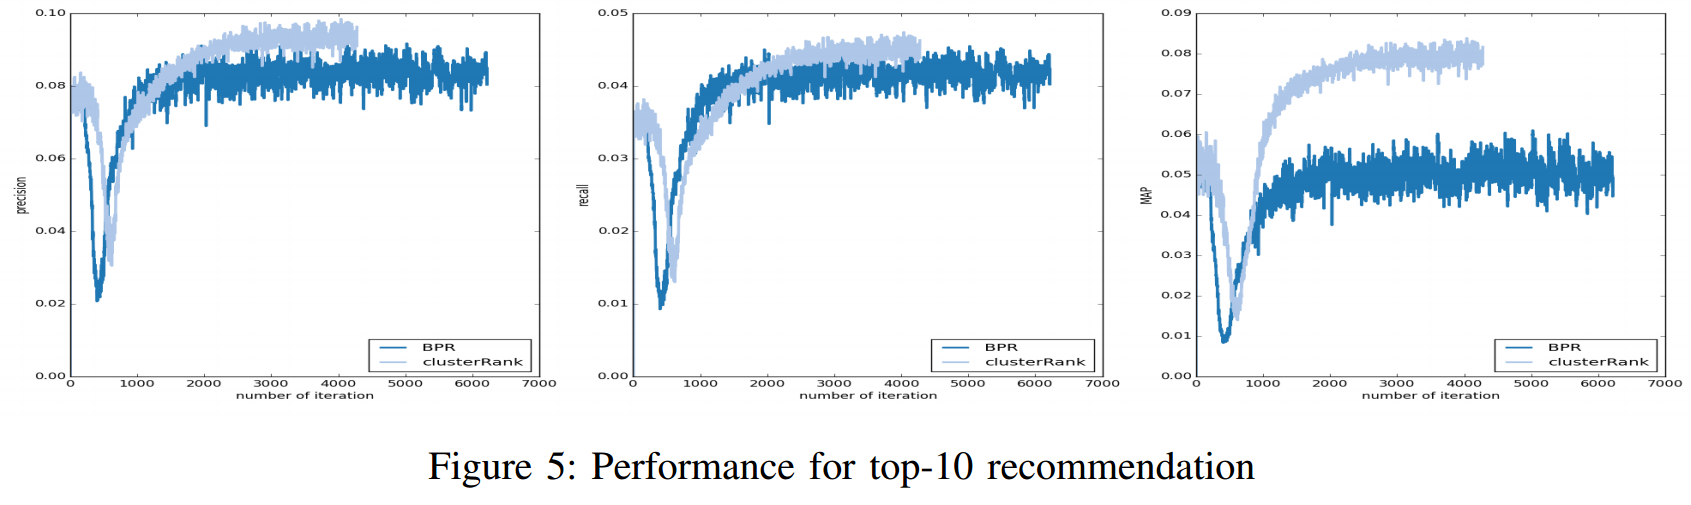 0.10
0.08
0.06
0.04
0.02
0.00
precision
0 1000 2000 3000 4000 5000 6000 7000
number of iteration
BPR
clusterRank
0.05
0.04
0.03
0.02
0.01
0.00
recall
0 1000 2000 3000 4000 5000 6000 7000
number of iteration
BPR
clusterRank
0.09
0.08
0.07
0.06
0.05
0.04
0.03
0.02
0.01
0.00
MAP
0 1000 2000 3000 4000 5000 6000 7000
number of iteration
BPR
clusterRank
Figure 5: Performance for top-10 recommendation